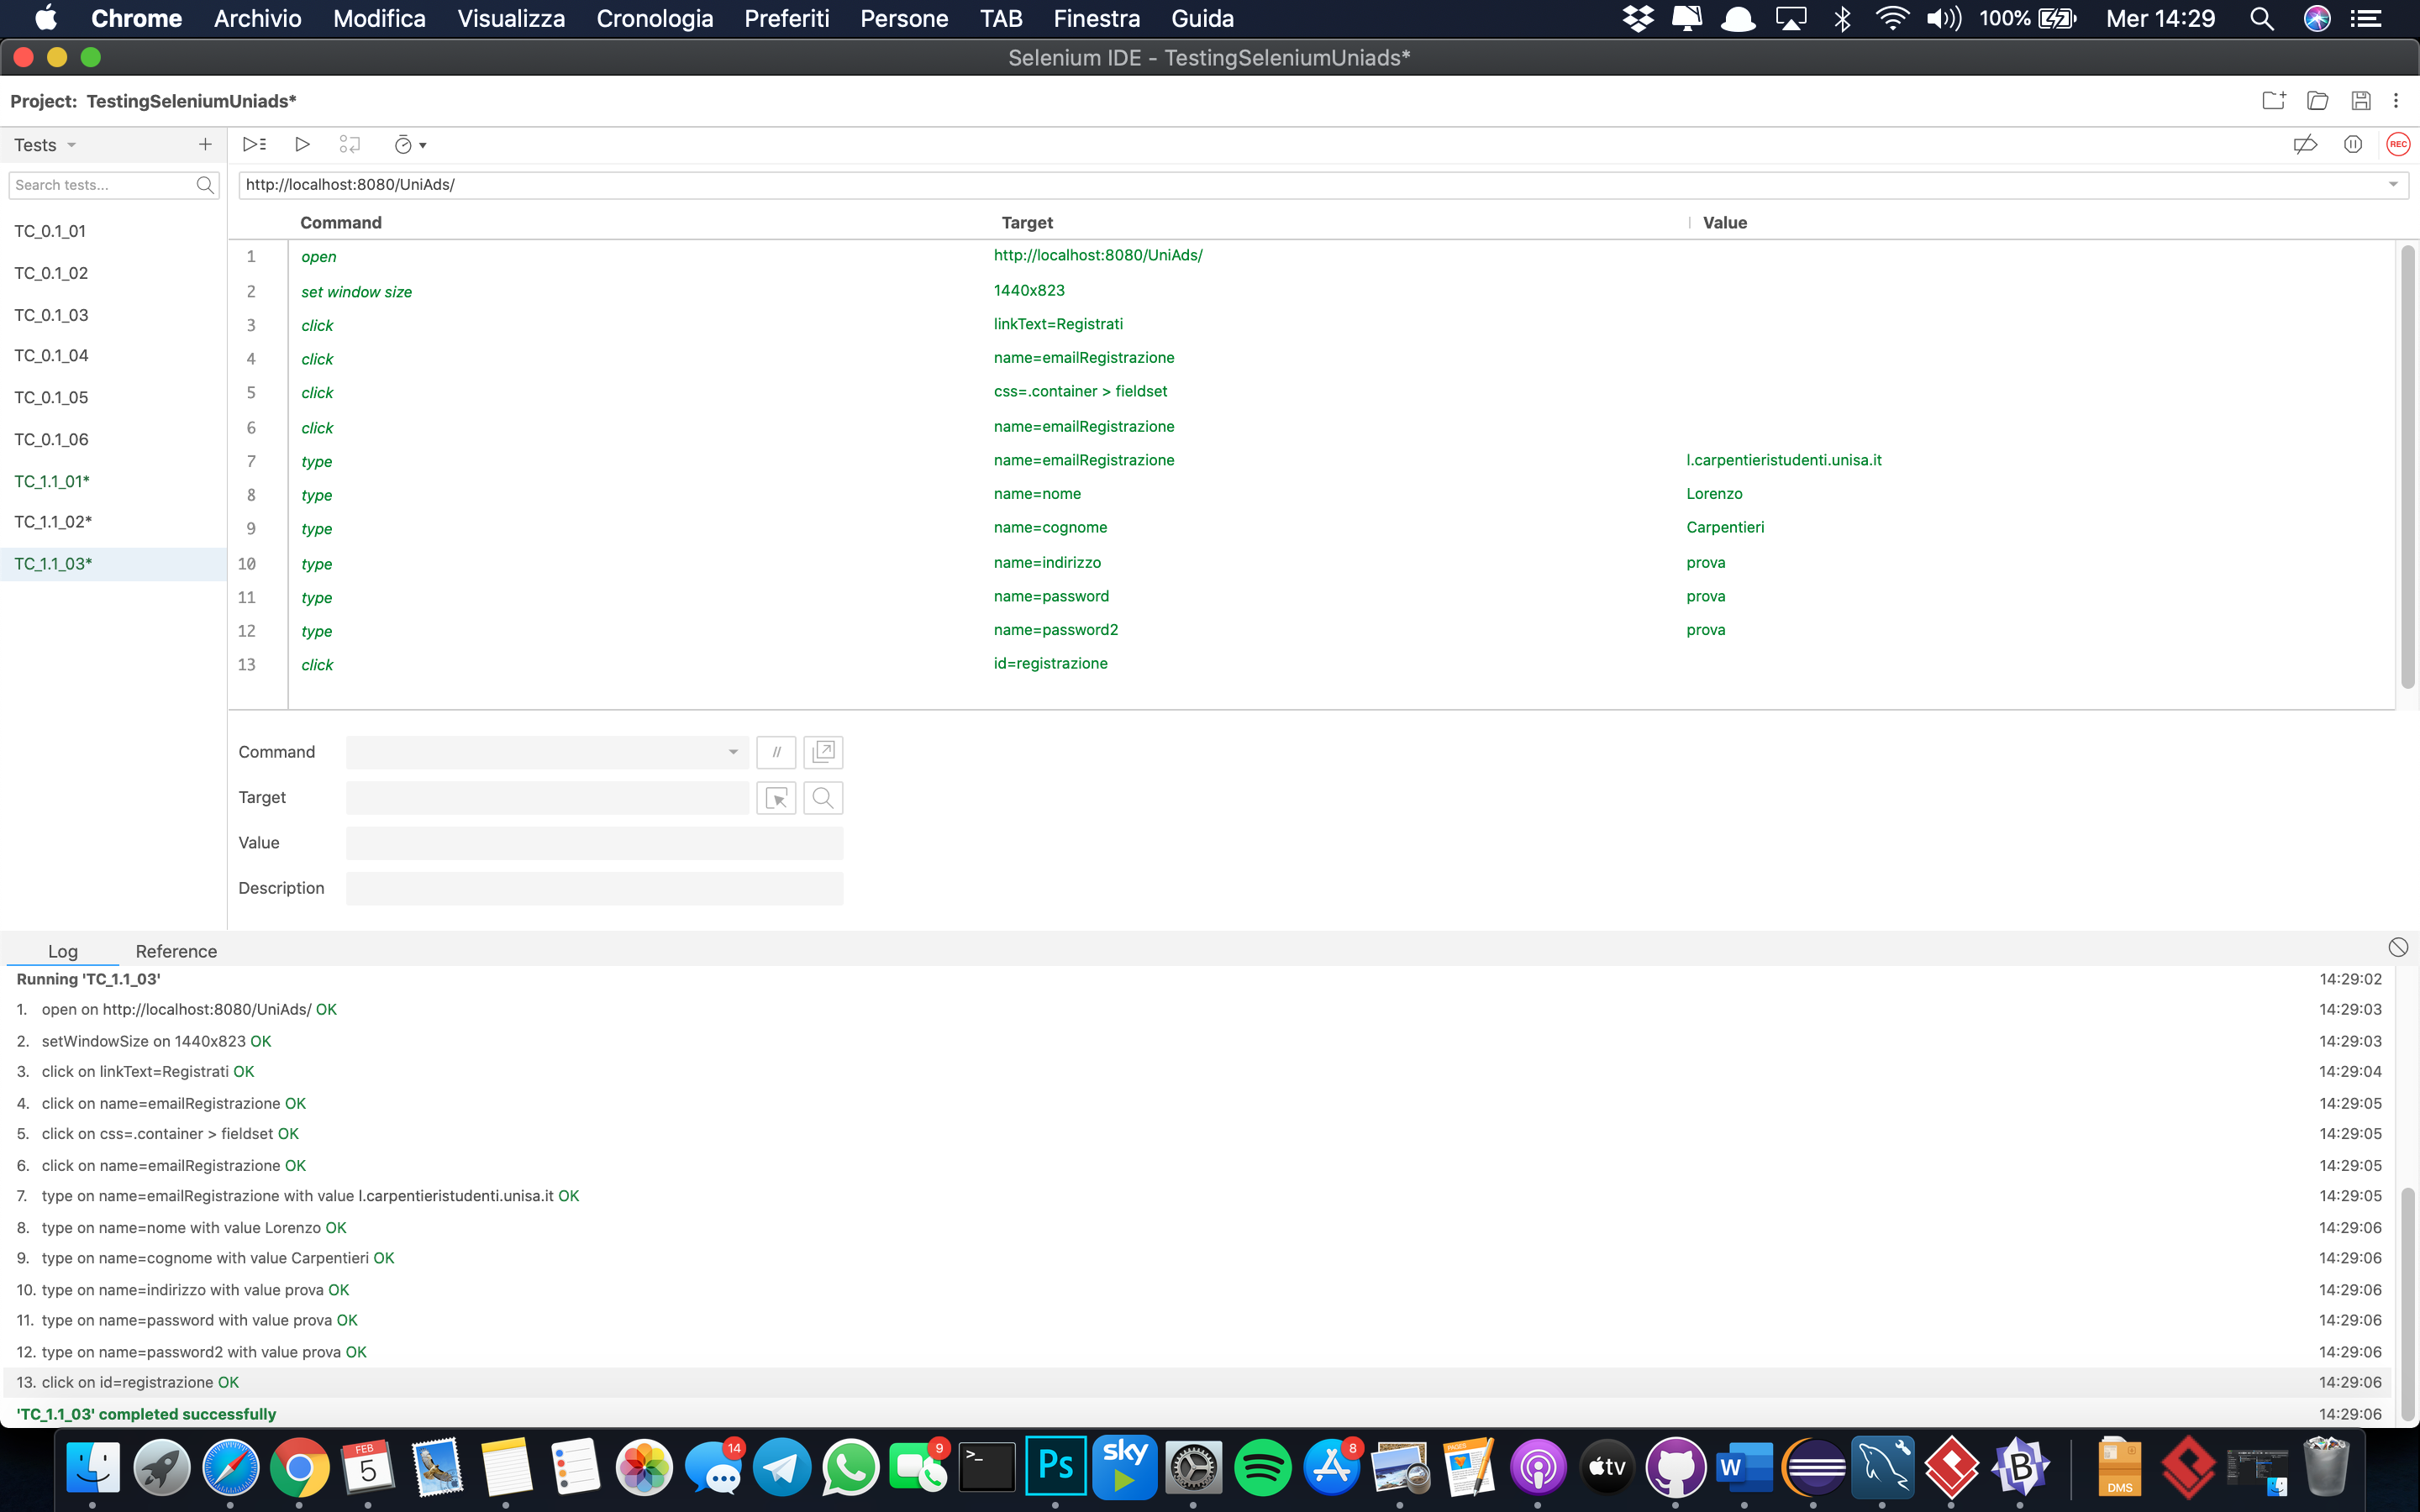 Chrome Archivio Modifica Visualizza Cronologia Preferiti Persone TAB Finestra Guida 100% Mer 14:29
Selenium IDE - TestingSeleniumUniads*
Project: TestingSeleniumUniads*
Tests
REC
Search tests...
http://localhost:8080/UniAds/
Command Target Value
TC_0.1_01
TC_0.1_02
TC_0.1_03
TC_0.1_04
TC_0.1_05
TC_0.1_06
TC_1.1_01*
TC_1.1_02*
TC_1.1_03*
1 open http://localhost:8080/UniAds/
2 set window size 1440x823
3 click linkText=Registrati
4 click name=emailRegistrazione
5 click css=.container > fieldset
6 click name=emailRegistrazione
7 type name=emailRegistrazione l.carpentieristudenti.unisa.it
8 type name=nome Lorenzo
9 type name=cognome Carpentieri
10 type name=indirizzo prova
11 type name=password prova
12 type name=password2 prova
13 click id=registrazione
Command //
Target
Value
Description
Log Reference
Running 'TC_1.1_03' 14:29:02
1. open on http://localhost:8080/UniAds/ OK 14:29:03
2. setWindowSize on 1440x823 OK 14:29:03
3. click on linkText=Registrati OK 14:29:04
4. click on name=emailRegistrazione OK 14:29:05
5. click on css=.container > fieldset OK 14:29:05
6. click on name=emailRegistrazione OK 14:29:05
7. type on name=emailRegistrazione with value l.carpentieristudenti.unisa.it OK 14:29:05
8. type on name=nome with value Lorenzo OK 14:29:06
9. type on name=cognome with value Carpentieri OK 14:29:06
10. type on name=indirizzo with value prova OK 14:29:06
11. type on name=password with value prova OK 14:29:06
12. type on name=password2 with value prova OK 14:29:06
13. click on id=registrazione OK 14:29:06
'TC_1.1_03' completed successfully 14:29:06
FEB 5 14 9 >_ Ps sky 8 PAGES tv W B DMS